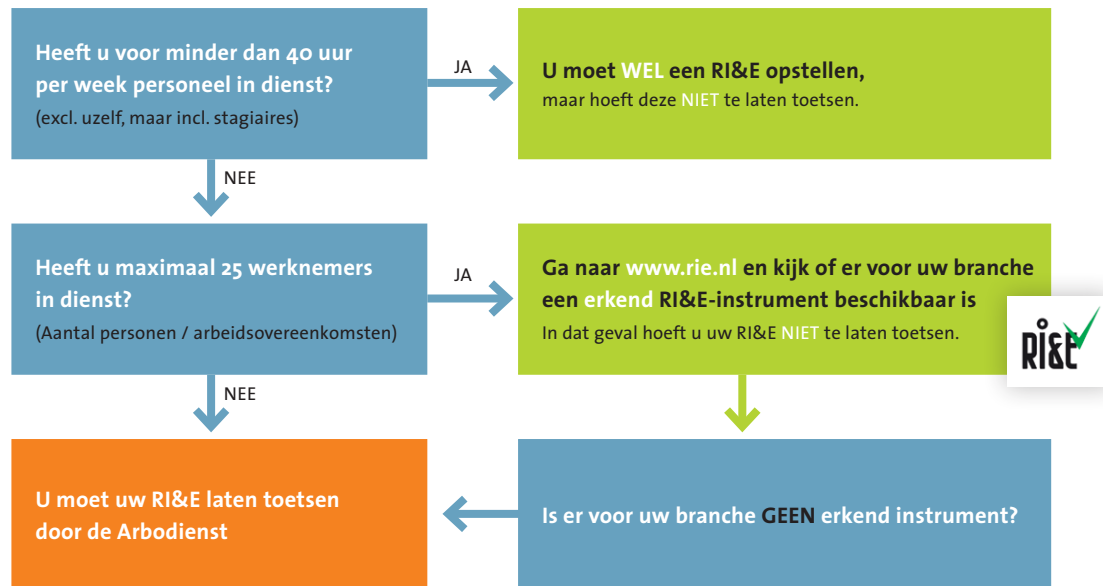 Heeft u voor minder dan 40 uur
per week personeel in dienst?
(excl. uzelf, maar incl. stagiaires)
JA
U moet WEL een RI&E opstellen,
maar hoeft deze NIET te laten toetsen.
NEE
Heeft u maximaal 25 werknemers
in dienst?
(Aantal personen / arbeidsovereenkomsten)
JA
Ga naar www.rie.nl en kijk of er voor uw branche
een erkend RI&E-instrument beschikbaar is
In dat geval hoeft u uw RI&E NIET te laten toetsen.
RI&E
NEE
U moet uw RI&E laten toetsen
door de Arbodienst
Is er voor uw branche GEEN erkend instrument?